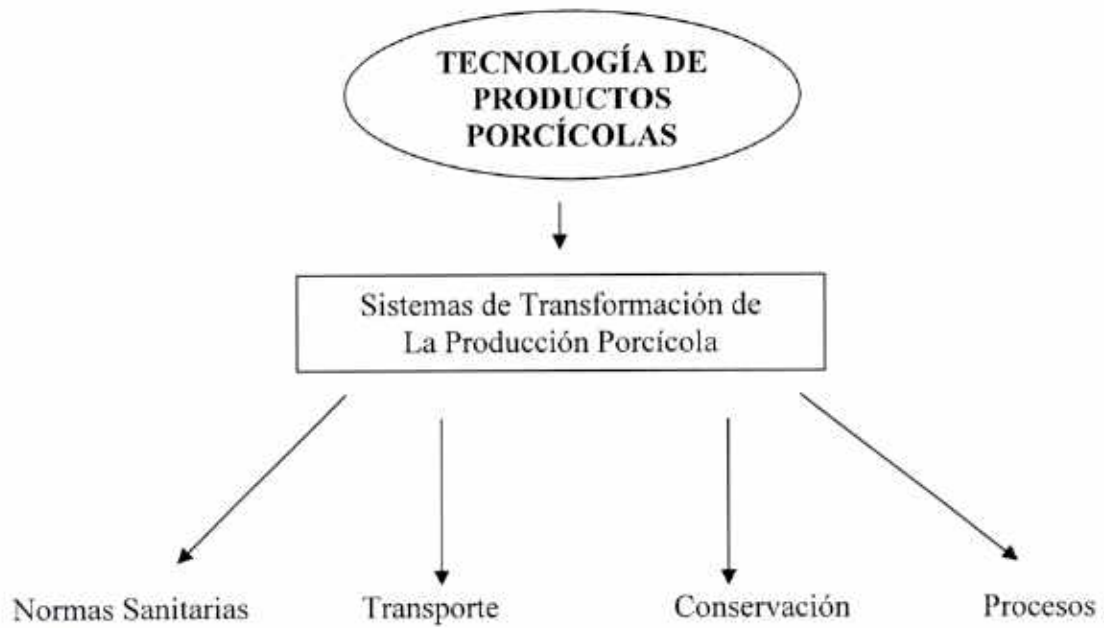 TECNOLOGÍA DE
PRODUCTOS
PORCÍCOLAS
Sistemas de Transformación de
La Producción Porcícola
Normas Sanitarias
Transporte
Conservación
Procesos